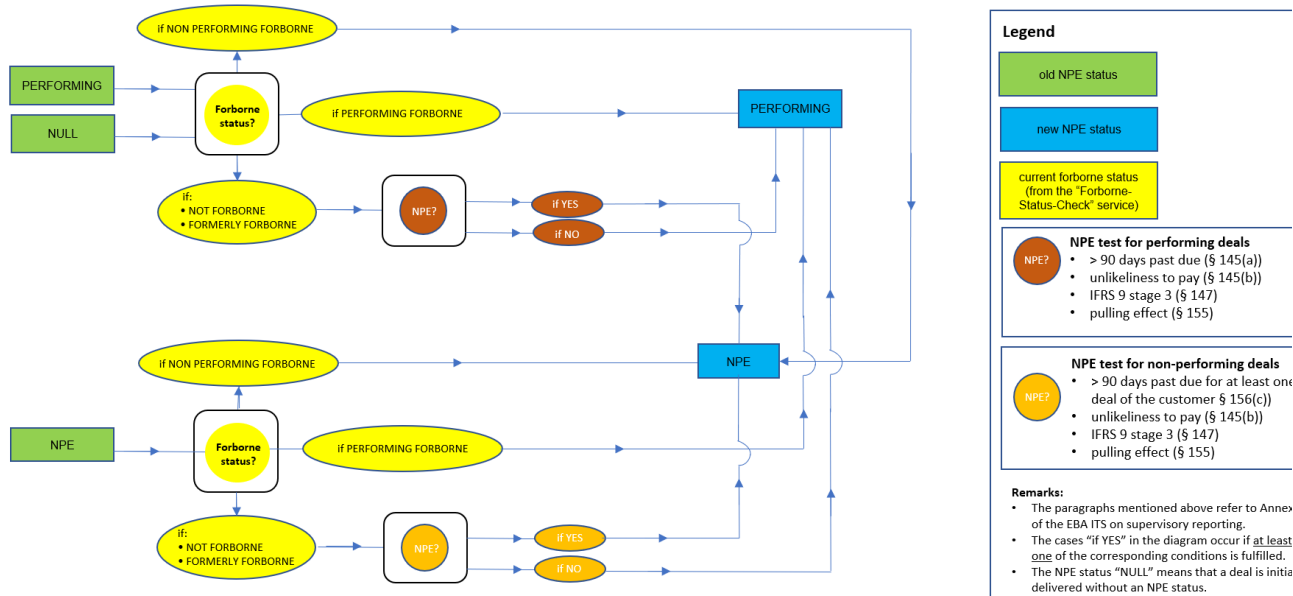 if NON PERFORMING FORBORNE
PERFORMING
NULL
Forborne
status?
if PERFORMING FORBORNE
PERFORMING
if:
• NOT FORBORNE
• FORMERLY FORBORNE
NPE?
if YES
if NO
if NON PERFORMING FORBORNE
NPE
NPE
Forborne
status?
if PERFORMING FORBORNE
if:
• NOT FORBORNE
• FORMERLY FORBORNE
NPE?
if YES
if NO
Legend
old NPE status
new NPE status
current forborne status
(from the "Forborne-
Status-Check" service)
NPE?
NPE test for performing deals
• > 90 days past due (§ 145(a))
• unlikeliness to pay (§ 145(b))
• IFRS 9 stage 3 (§ 147)
• pulling effect (§ 155)
NPE?
NPE test for non-performing deals
• > 90 days past due for at least one
deal of the customer § 156(c))
• unlikeliness to pay (§ 145(b))
• IFRS 9 stage 3 (§ 147)
• pulling effect (§ 155)
Remarks:
• The paragraphs mentioned above refer to Annex
of the EBA ITS on supervisory reporting.
• The cases "if YES" in the diagram occur if at least
one of the corresponding conditions is fulfilled.
• The NPE status "NULL" means that a deal is initia
delivered without an NPE status.